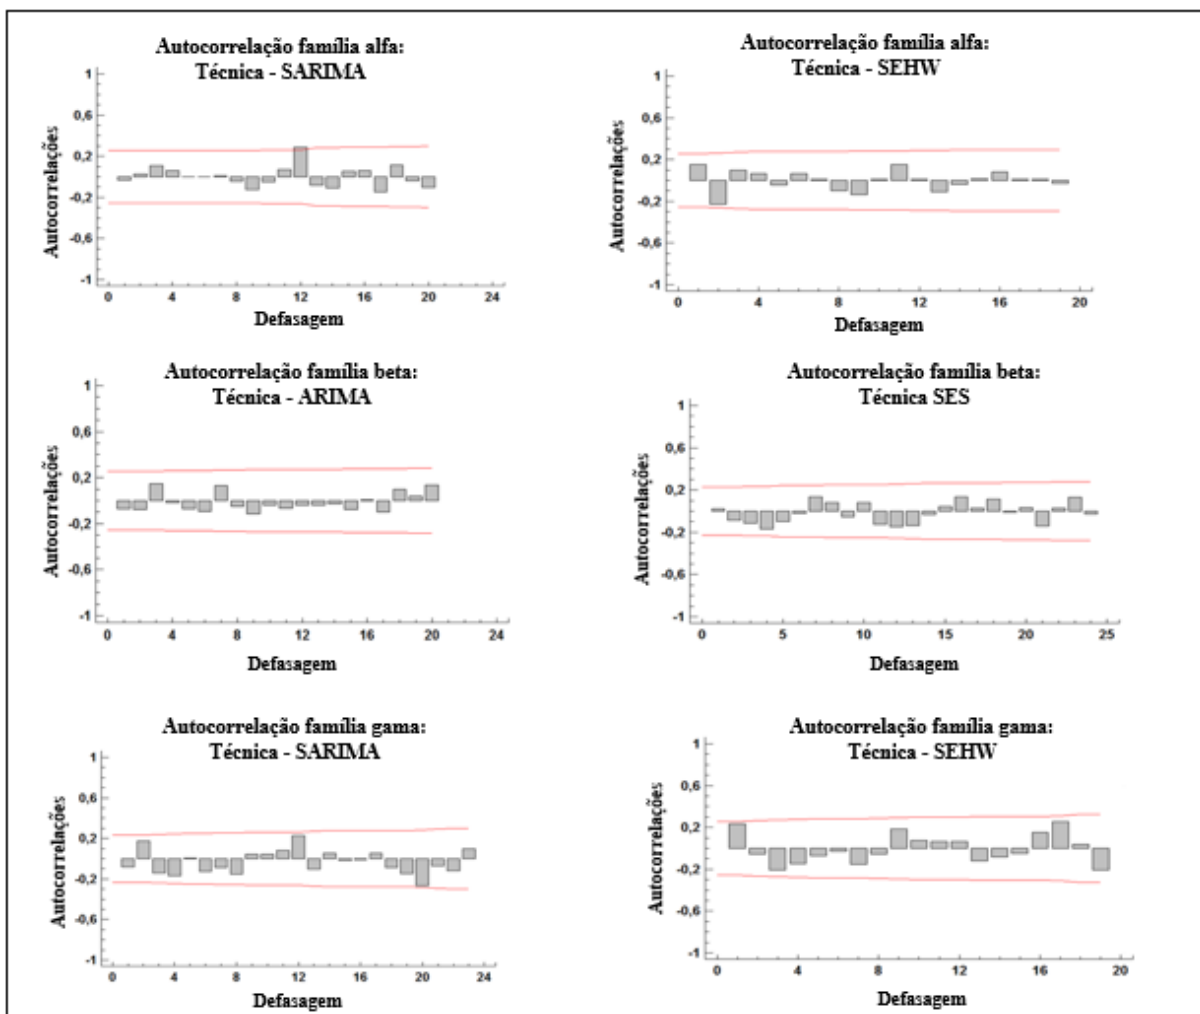 Autocorrelação família alfa:
Técnica - SARIMA
Autocorrelações
1
0,6
0,2
-0,2
-0,6
-1
0 4 8 12 16 20 24
Defasagem
Autocorrelação família alfa:
Técnica - SEHW
Autocorrelações
1
0,6
0,2
-0,2
-0,6
-1
0 4 8 12 16 20
Defasagem
Autocorrelação família beta:
Técnica - ARIMA
Autocorrelações
1
0,6
0,2
-0,2
-0,6
-1
0 4 8 12 16 20 24
Defasagem
Autocorrelação família beta:
Técnica SES
Autocorrelações
1
0,6
0,2
-0,2
-0,6
-1
0 5 10 15 20 25
Defasagem
Autocorrelação família gama:
Técnica - SARIMA
Autocorrelações
1
0,6
0,2
-0,2
-0,6
-1
0 4 8 12 16 20 24
Defasagem
Autocorrelação família gama:
Técnica - SEHW
Autocorrelações
1
0,6
0,2
-0,2
-0,6
-1
0 4 8 12 16 20
Defasagem